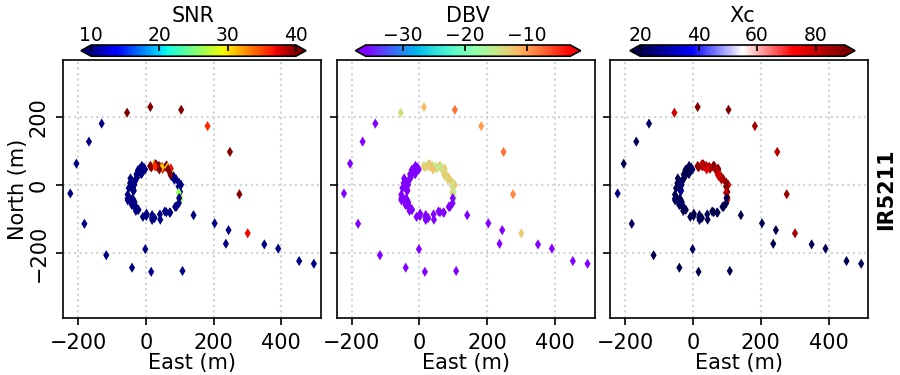 SNR DBV Xc
10 20 30 40 −30 −20 −10 20 40 60 80
North (m)
200
0
−200
−200 0 200 400 −200 0 200 400 −200 0 200 400
East (m) East (m) East (m)
IR5211